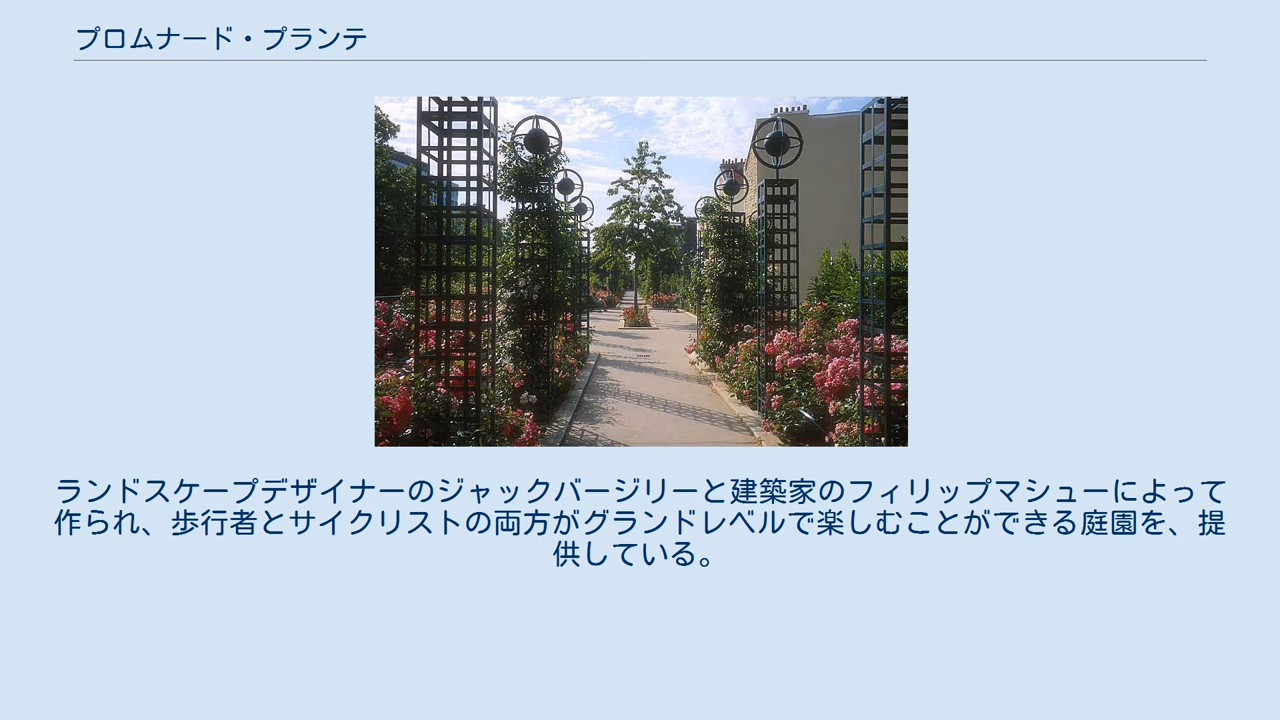 プロムナード・プランテ
ランドスケープデザイナーのジャックバージリーと建築家のフィリップマシューによって
作られ、歩行者とサイクリストの両方がグランドレベルで楽しむことができる庭園を、提
供している。